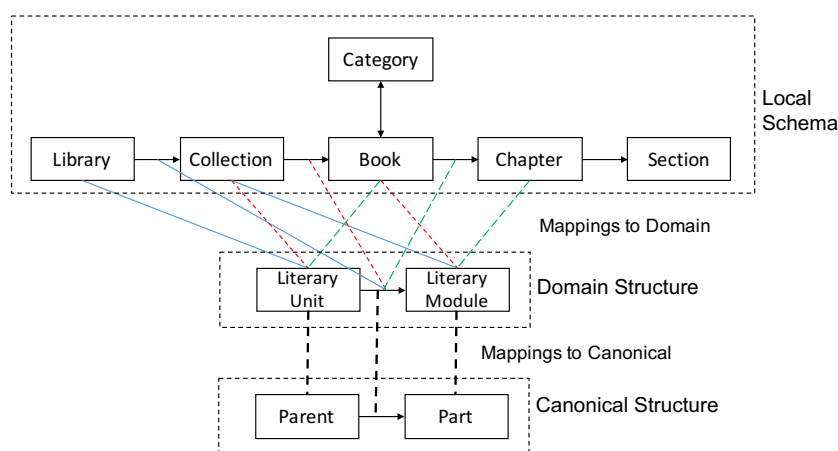 Category
Local
Schema
Library
Collection
Book
Chapter
Section
Mappings to Domain
Literary
Unit
Literary
Module
Domain Structure
Mappings to Canonical
Parent
Part
Canonical Structure